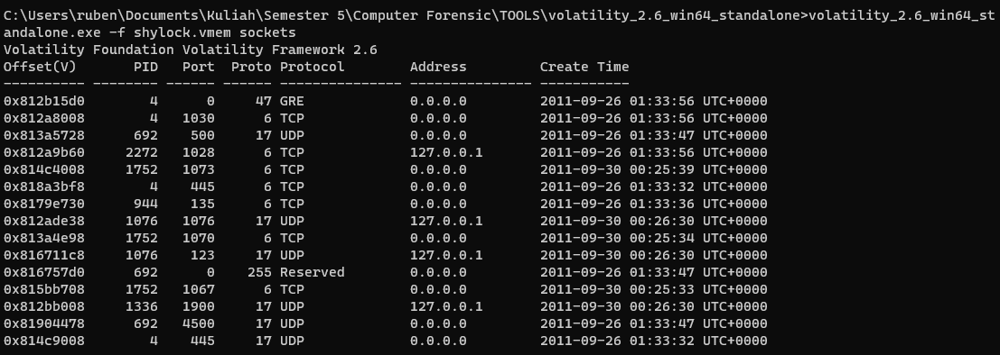 C:\Users\ruben\Documents\Kuliah\Semester 5\Computer Forensic\TOOLS\volatility_2.6_win64_standalone>volatility_2.6_win64_st
andalone.exe -f shylock.vmem sockets
Volatility Foundation Volatility Framework 2.6
Offset(V)       PID   Port  Proto Protocol        Address         Create Time
---------- -------- ------ ------ --------------- --------------- -----------
0x812b15d0        4      0     47 GRE             0.0.0.0         2011-09-26 01:33:56 UTC+0000
0x812a8008        4   1030      6 TCP             0.0.0.0         2011-09-26 01:33:56 UTC+0000
0x813a5728      692    500     17 UDP             0.0.0.0         2011-09-26 01:33:47 UTC+0000
0x812a9b60     2272   1028      6 TCP             127.0.0.1       2011-09-26 01:33:56 UTC+0000
0x814c4008     1752   1073      6 TCP             0.0.0.0         2011-09-30 00:25:39 UTC+0000
0x818a3bf8        4    445      6 TCP             0.0.0.0         2011-09-26 01:33:32 UTC+0000
0x8179e730      944    135      6 TCP             0.0.0.0         2011-09-26 01:33:36 UTC+0000
0x812ade38     1076   1076     17 UDP             127.0.0.1       2011-09-30 00:26:30 UTC+0000
0x813a4e98     1752   1070      6 TCP             0.0.0.0         2011-09-30 00:25:34 UTC+0000
0x816711c8     1076    123     17 UDP             127.0.0.1       2011-09-30 00:26:30 UTC+0000
0x816757d0      692      0    255 Reserved        0.0.0.0         2011-09-26 01:33:47 UTC+0000
0x815bb708     1752   1067      6 TCP             0.0.0.0         2011-09-30 00:25:33 UTC+0000
0x812bb008     1336   1900     17 UDP             127.0.0.1       2011-09-30 00:26:30 UTC+0000
0x81904478      692   4500     17 UDP             0.0.0.0         2011-09-26 01:33:47 UTC+0000
0x814c9008        4    445     17 UDP             0.0.0.0         2011-09-26 01:33:32 UTC+0000